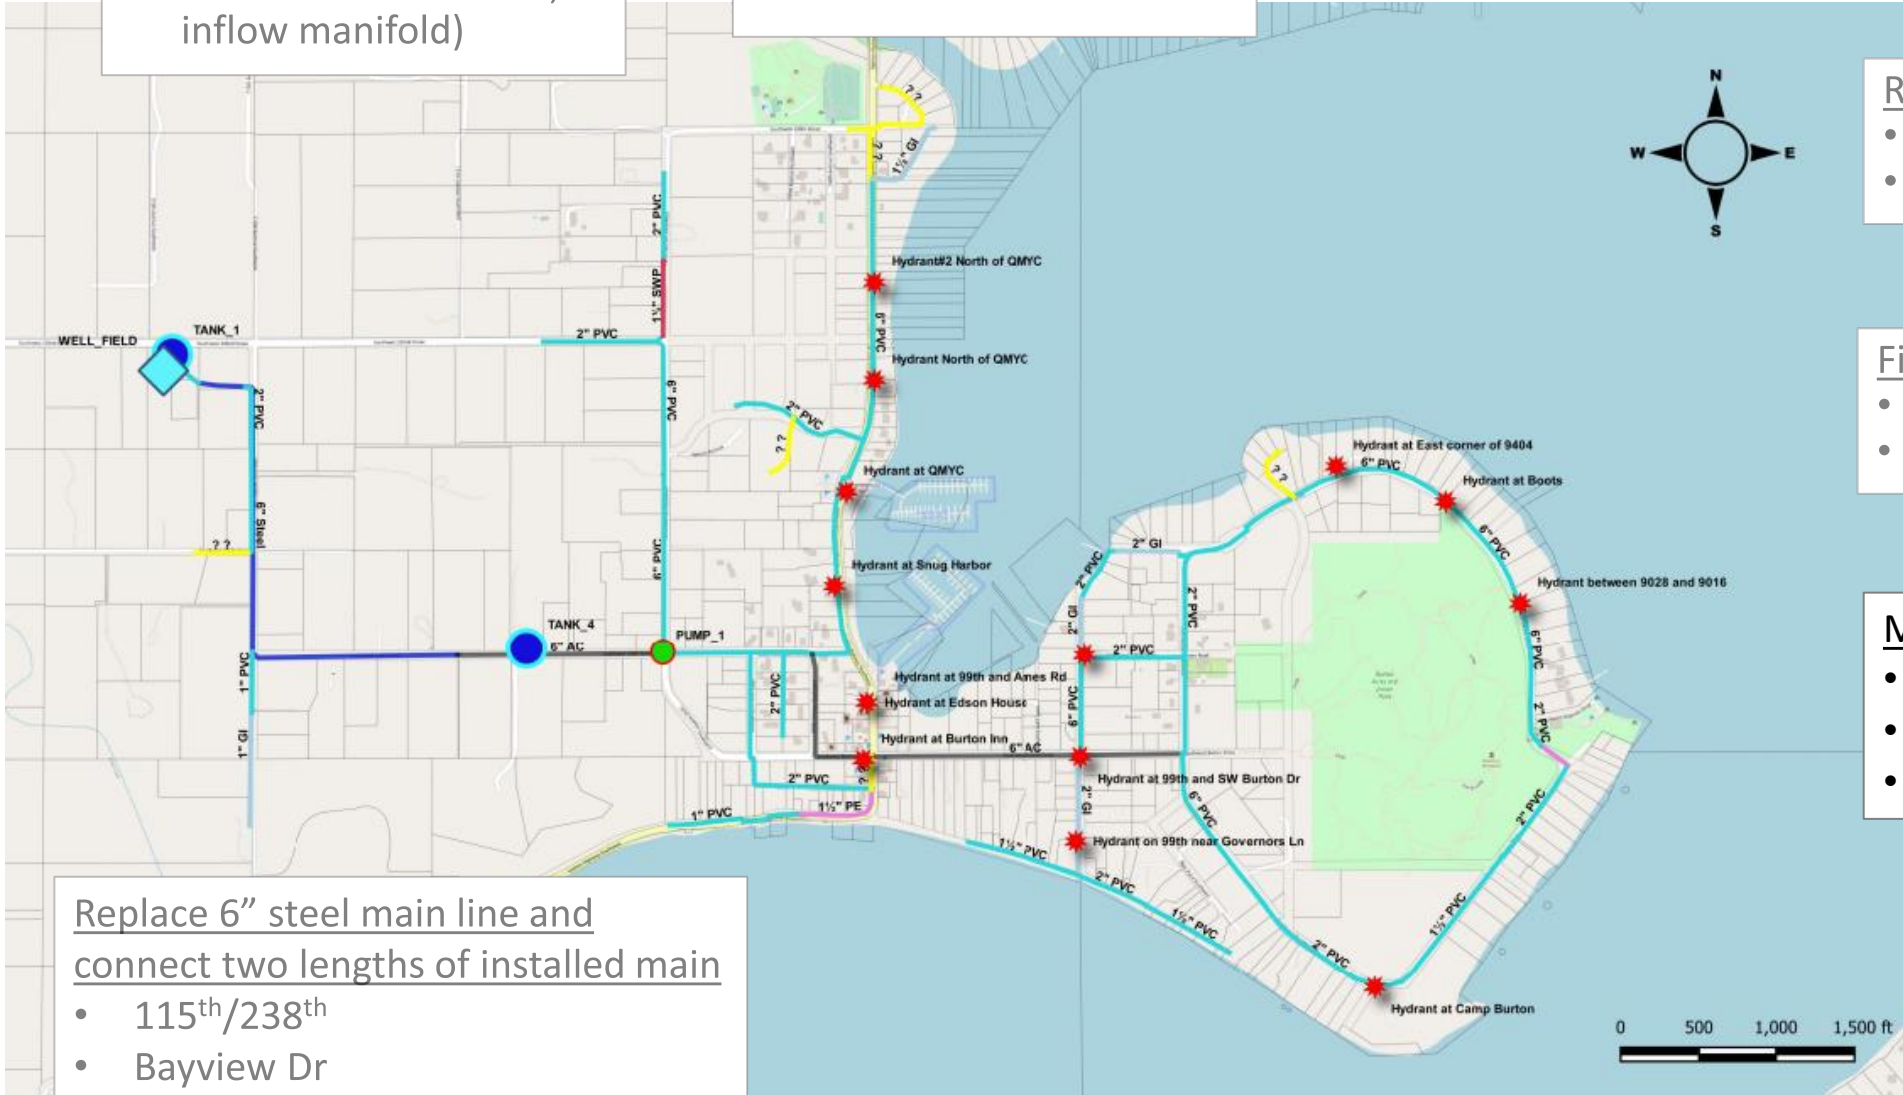 inflow manifold)
N
W
E
S
R
•
•
Fi
•
•
M
•
•
•
? ?
? ?
1½" GI
2" PVC
1½" SWP
Hydrant#2 North of QMYC
6" PVC
Hydrant North of QMYC
WELL_FIELD
TANK_1
2" PVC
2" PVC
6" PVC
2" PVC
? ?
Hydrant at QMYC
6" Steel
? ?
6" PVC
Hydrant at Snug Harbor
TANK_4
6" AC
PUMP_1
1" PVC
1" GI
2" PVC
Hydrant at 99th and Ames Rd
Hydrant at Edson House
Hydrant at Burton Inn
6" AC
? ?
2" PVC
1½" PE
1" PVC
Hydrant at East corner of 9404
6" PVC
? ?
Hydrant at Boots
6" PVC
2" GI
2" PVC
2" GI
2" PVC
Hydrant between 9028 and 9016
6" PVC
2" PVC
6" PVC
2" PVC
Hydrant at 99th and SW Burton Dr
2" GI
6" PVC
2" PVC
Hydrant on 99th near Governors Ln
1½" PVC
2" PVC
1½" PVC
1½" PVC
2" PVC
Hydrant at Camp Burton
0 500 1,000 1,500 ft
Replace 6” steel main line and
connect two lengths of installed main
• 115th/238th
• Bayview Dr